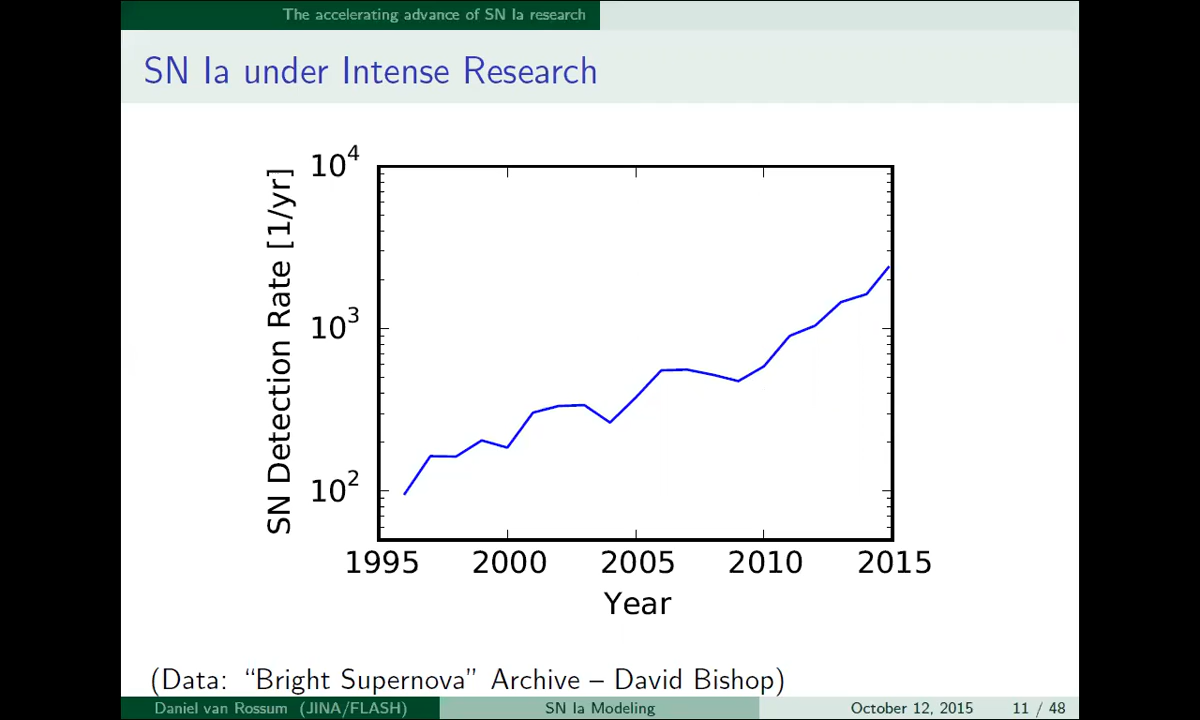 The accelerating advance of SN Ia research
SN Ia under Intense Research
SN Detection Rate [1/yr]
10^4
10^3
10^2
1995 2000 2005 2010 2015
Year
(Data: “Bright Supernova” Archive – David Bishop)
Daniel van Rossum (JINA/FLASH) SN Ia Modeling October 12, 2015 11 / 48